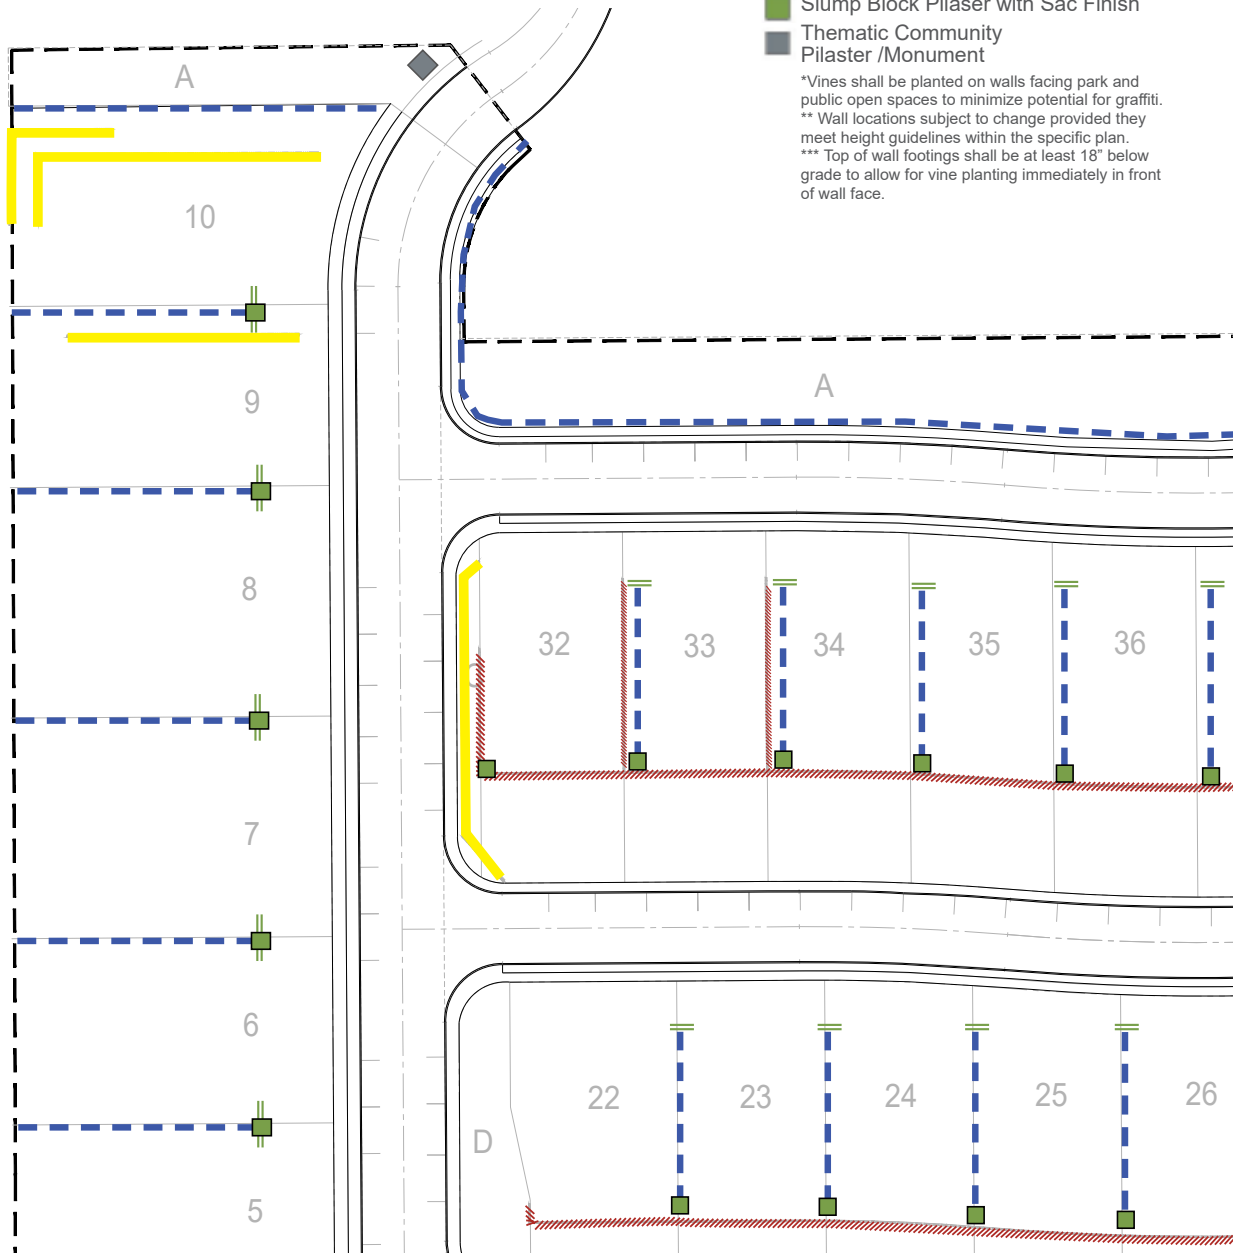 Slump Block Pilaser with Sac Finish
Thematic Community
Pilaster /Monument
*Vines shall be planted on walls facing park and
public open spaces to minimize potential for graffiti.
** Wall locations subject to change provided they
meet height guidelines within the specific plan.
*** Top of wall footings shall be at least 18” below
grade to allow for vine planting immediately in front
of wall face.
A
10
9
A
8
32
33
34
35
36
7
6
22
23
24
25
26
D
5